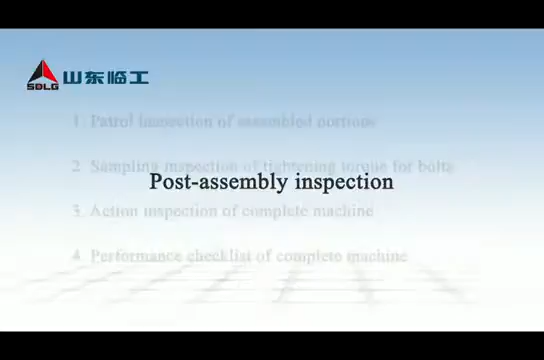 山东临工
SDLG
1. Patrol inspection of assembled portions
2. Sampling inspection of tightening torque for bolts
Post-assembly inspection
3. Action inspection of complete machine
4. Performance checklist of complete machine